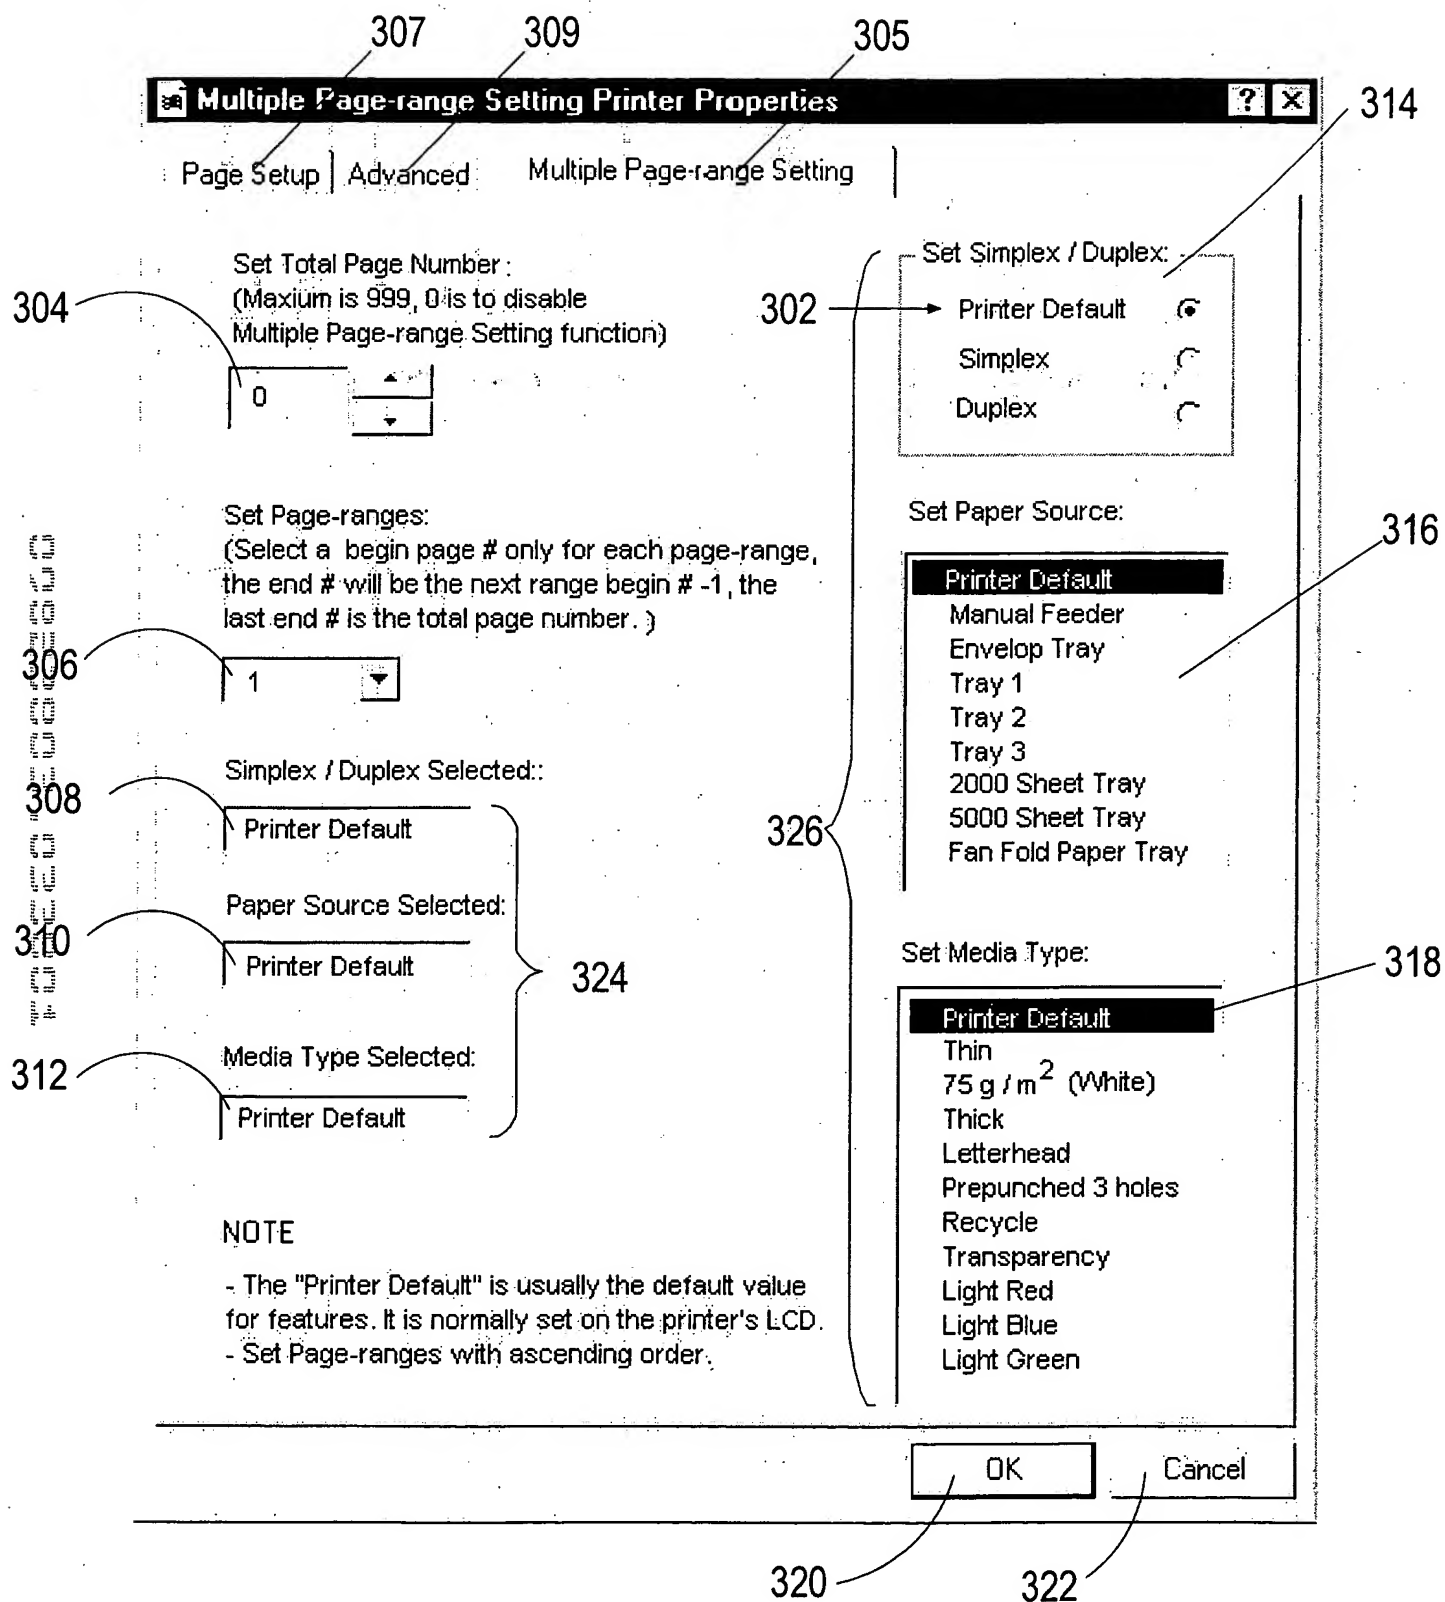 307
309
305
Multiple Page-range Setting Printer Properties
? X
314
Page Setup
Advanced
Multiple Page-range Setting
Set Total Page Number :
(Maxium is 999, 0 is to disable
Multiple Page-range Setting function)
304
0
Set Page-ranges:
(Select a begin page # only for each page-range,
the end # will be the next range begin # -1, the
last end # is the total page number. )
306
1
Simplex / Duplex Selected::
308
Printer Default
Paper Source Selected:
310
Printer Default
324
Media Type Selected:
312
Printer Default
NOTE
- The "Printer Default" is usually the default value
for features. It is normally set on the printer's LCD.
- Set Page-ranges with ascending order.
326
Set Simplex / Duplex:
302
Printer Default
Simplex
Duplex
Set Paper Source:
316
Printer Default
Manual Feeder
Envelop Tray
Tray 1
Tray 2
Tray 3
2000 Sheet Tray
5000 Sheet Tray
Fan Fold Paper Tray
Set Media Type:
318
Printer Default
Thin
75 g / m² (White)
Thick
Letterhead
Prepunched 3 holes
Recycle
Transparency
Light Red
Light Blue
Light Green
OK
Cancel
320
322